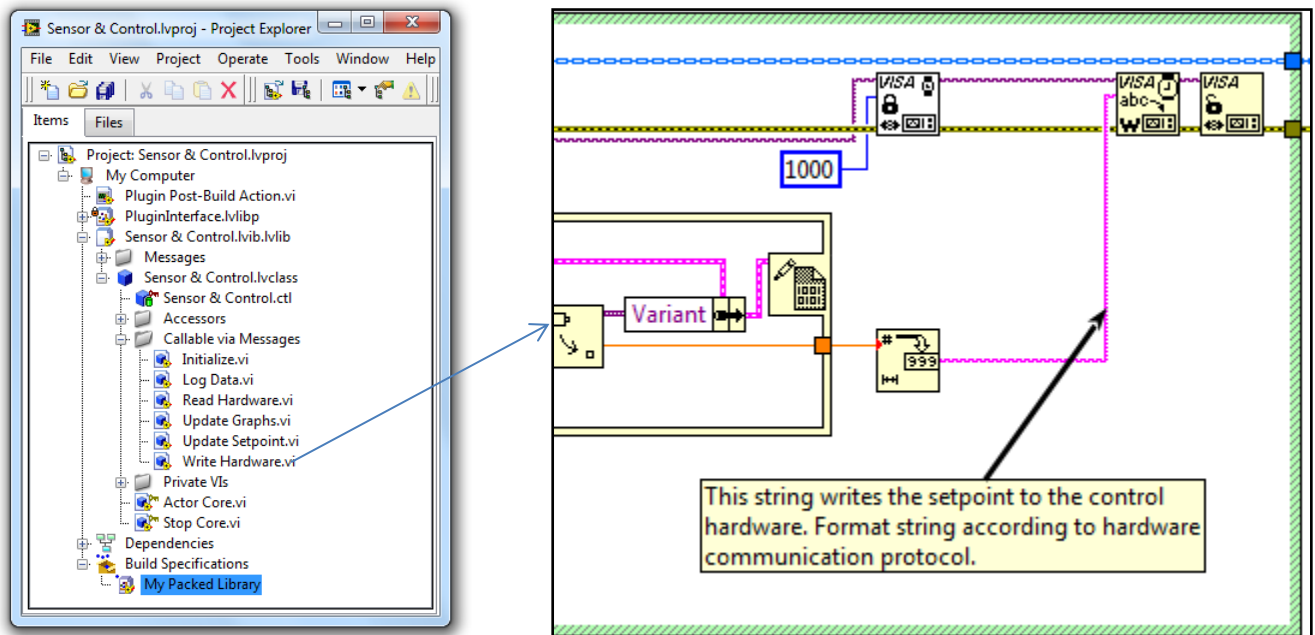 Sensor & Control.lvproj - Project Explorer
File Edit View Project Operate Tools Window Help
Items Files
Project: Sensor & Control.lvproj
My Computer
Plugin Post-Build Action.vi
PluginInterface.lvlibp
Sensor & Control.lvib.lvlib
Messages
Sensor & Control.lvclass
Sensor & Control.ctl
Accessors
Callable via Messages
Initialize.vi
Log Data.vi
Read Hardware.vi
Update Graphs.vi
Update Setpoint.vi
Write Hardware.vi
Private VIs
Actor Core.vi
Stop Core.vi
Dependencies
Build Specifications
My Packed Library
VISA
VISA
abc
W
VISA
1000
Variant
#
999
This string writes the setpoint to the control
hardware. Format string according to hardware
communication protocol.